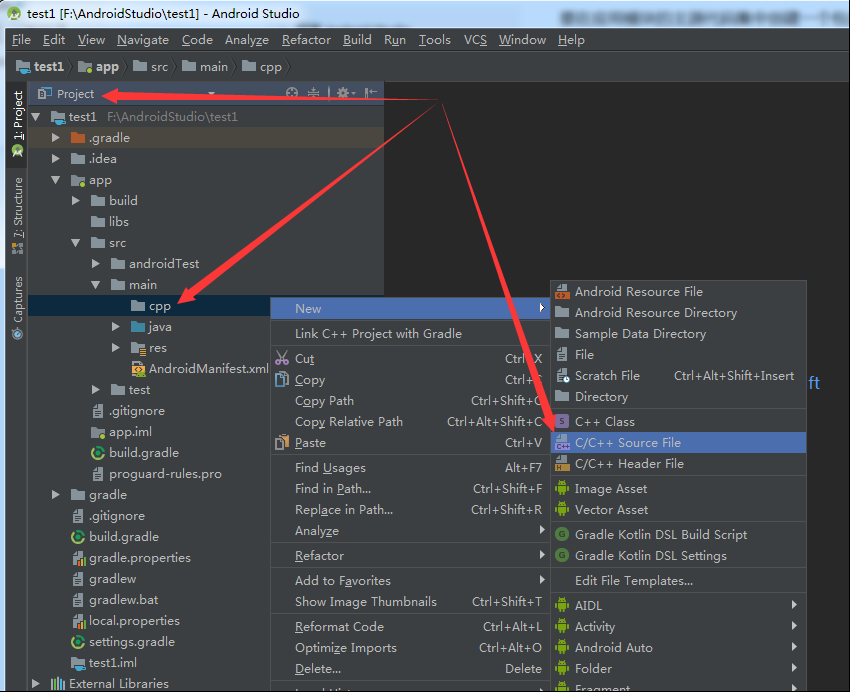 test1 [F:\AndroidStudio\test1] - Android Studio
File Edit View Navigate Code Analyze Refactor Build Run Tools VCS Window Help
test1 app src main cpp
Project
1: Project
7: Structure
Captures
test1 F:\AndroidStudio\test1
.gradle
.idea
app
build
libs
src
androidTest
main
cpp
java
res
AndroidManifest.xml
test
.gitignore
app.iml
build.gradle
proguard-rules.pro
gradle
.gitignore
build.gradle
gradle.properties
gradlew
gradlew.bat
local.properties
settings.gradle
test1.iml
External Libraries
New
Link C++ Project with Gradle
Cut Ctrl+X
Copy Ctrl+C
Copy Path Ctrl+Shift+C
Copy Relative Path Ctrl+Alt+Shift+C
Paste Ctrl+V
Find Usages Alt+F7
Find in Path... Ctrl+Shift+F
Replace in Path... Ctrl+Shift+R
Analyze
Refactor
Add to Favorites
Show Image Thumbnails Ctrl+Shift+T
Reformat Code Ctrl+Alt+L
Optimize Imports Ctrl+Alt+O
Delete... Delete
Android Resource File
Android Resource Directory
Sample Data Directory
File
Scratch File Ctrl+Alt+Shift+Insert
Directory
C++ Class
C/C++ Source File
C/C++ Header File
Image Asset
Vector Asset
Gradle Kotlin DSL Build Script
Gradle Kotlin DSL Settings
Edit File Templates...
AIDL
Activity
Android Auto
Folder
Fragment
ft